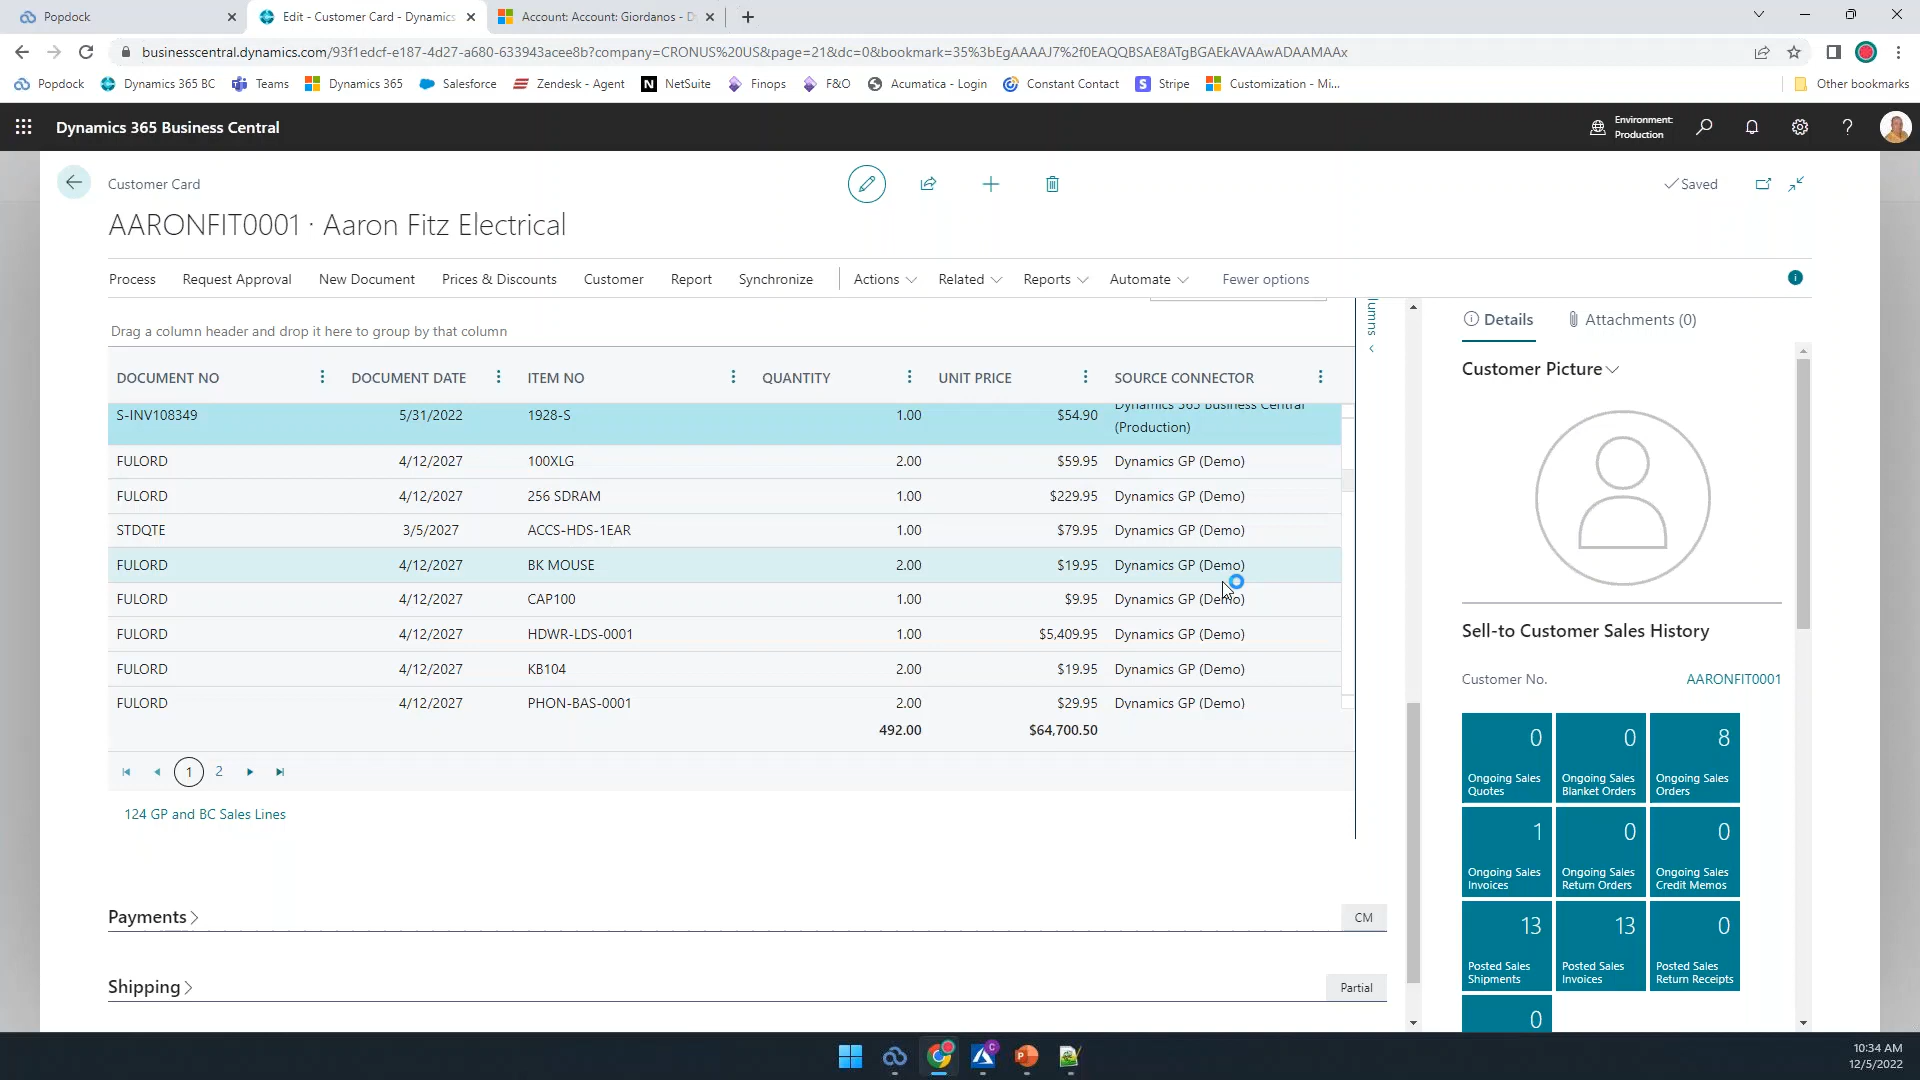 Popdock
Edit - Customer Card - Dynamics
Account: Account: Giordanos - D
businesscentral.dynamics.com/93f1edcf-e187-4d27-a680-633943acee8b?company=CRONUS%20US&page=21&dc=0&bookmark=35%3bEgAAAAJ7%2f0EAQQBSAE8ATgBGAEkAVAAwADAAMAAx
Popdock
Dynamics 365 BC
Teams
Dynamics 365
Salesforce
Zendesk - Agent
NetSuite
Finops
F&O
Acumatica - Login
Constant Contact
Stripe
Customization - Mi...
Other bookmarks
Dynamics 365 Business Central
Environment:
Production
Customer Card
Saved
AARONFIT0001 · Aaron Fitz Electrical
Process
Request Approval
New Document
Prices & Discounts
Customer
Report
Synchronize
Actions
Related
Reports
Automate
Fewer options
Drag a column header and drop it here to group by that column
DOCUMENT NO DOCUMENT DATE ITEM NO QUANTITY UNIT PRICE SOURCE CONNECTOR
S-INV108349 5/31/2022 1928-S 1.00 $54.90 Dynamics 365 Business Central
(Production)
FULORD 4/12/2027 100XLG 2.00 $59.95 Dynamics GP (Demo)
FULORD 4/12/2027 256 SDRAM 1.00 $229.95 Dynamics GP (Demo)
STDQTE 3/5/2027 ACCS-HDS-1EAR 1.00 $79.95 Dynamics GP (Demo)
FULORD 4/12/2027 BK MOUSE 2.00 $19.95 Dynamics GP (Demo)
FULORD 4/12/2027 CAP100 1.00 $9.95 Dynamics GP (Demo)
FULORD 4/12/2027 HDWR-LDS-0001 1.00 $5,409.95 Dynamics GP (Demo)
FULORD 4/12/2027 KB104 2.00 $19.95 Dynamics GP (Demo)
FULORD 4/12/2027 PHON-BAS-0001 2.00 $29.95 Dynamics GP (Demo)
492.00 $64,700.50
1 2
124 GP and BC Sales Lines
Payments
CM
Shipping
Partial
Details
Attachments (0)
Customer Picture
Sell-to Customer Sales History
Customer No. AARONFIT0001
0
Ongoing Sales
Quotes
0
Ongoing Sales
Blanket Orders
8
Ongoing Sales
Orders
1
Ongoing Sales
Invoices
0
Ongoing Sales
Return Orders
0
Ongoing Sales
Credit Memos
13
Posted Sales
Shipments
13
Posted Sales
Invoices
0
Posted Sales
Return Receipts
0
10:34 AM
12/5/2022